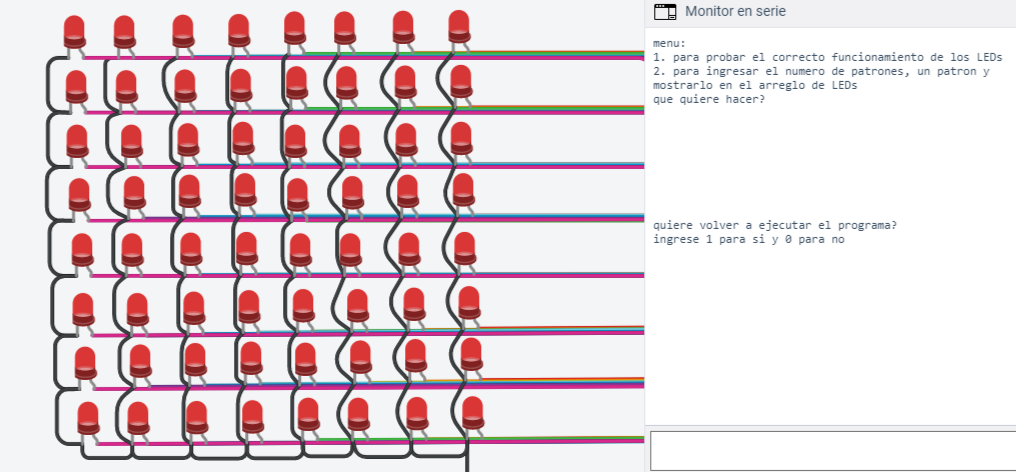 Monitor en serie
menu:
1. para probar el correcto funcionamiento de los LEDs
2. para ingresar el numero de patrones, un patron y
mostrarlo en el arreglo de LEDs
que quiere hacer?
quiere volver a ejecutar el programa?
ingrese 1 para si y 0 para no